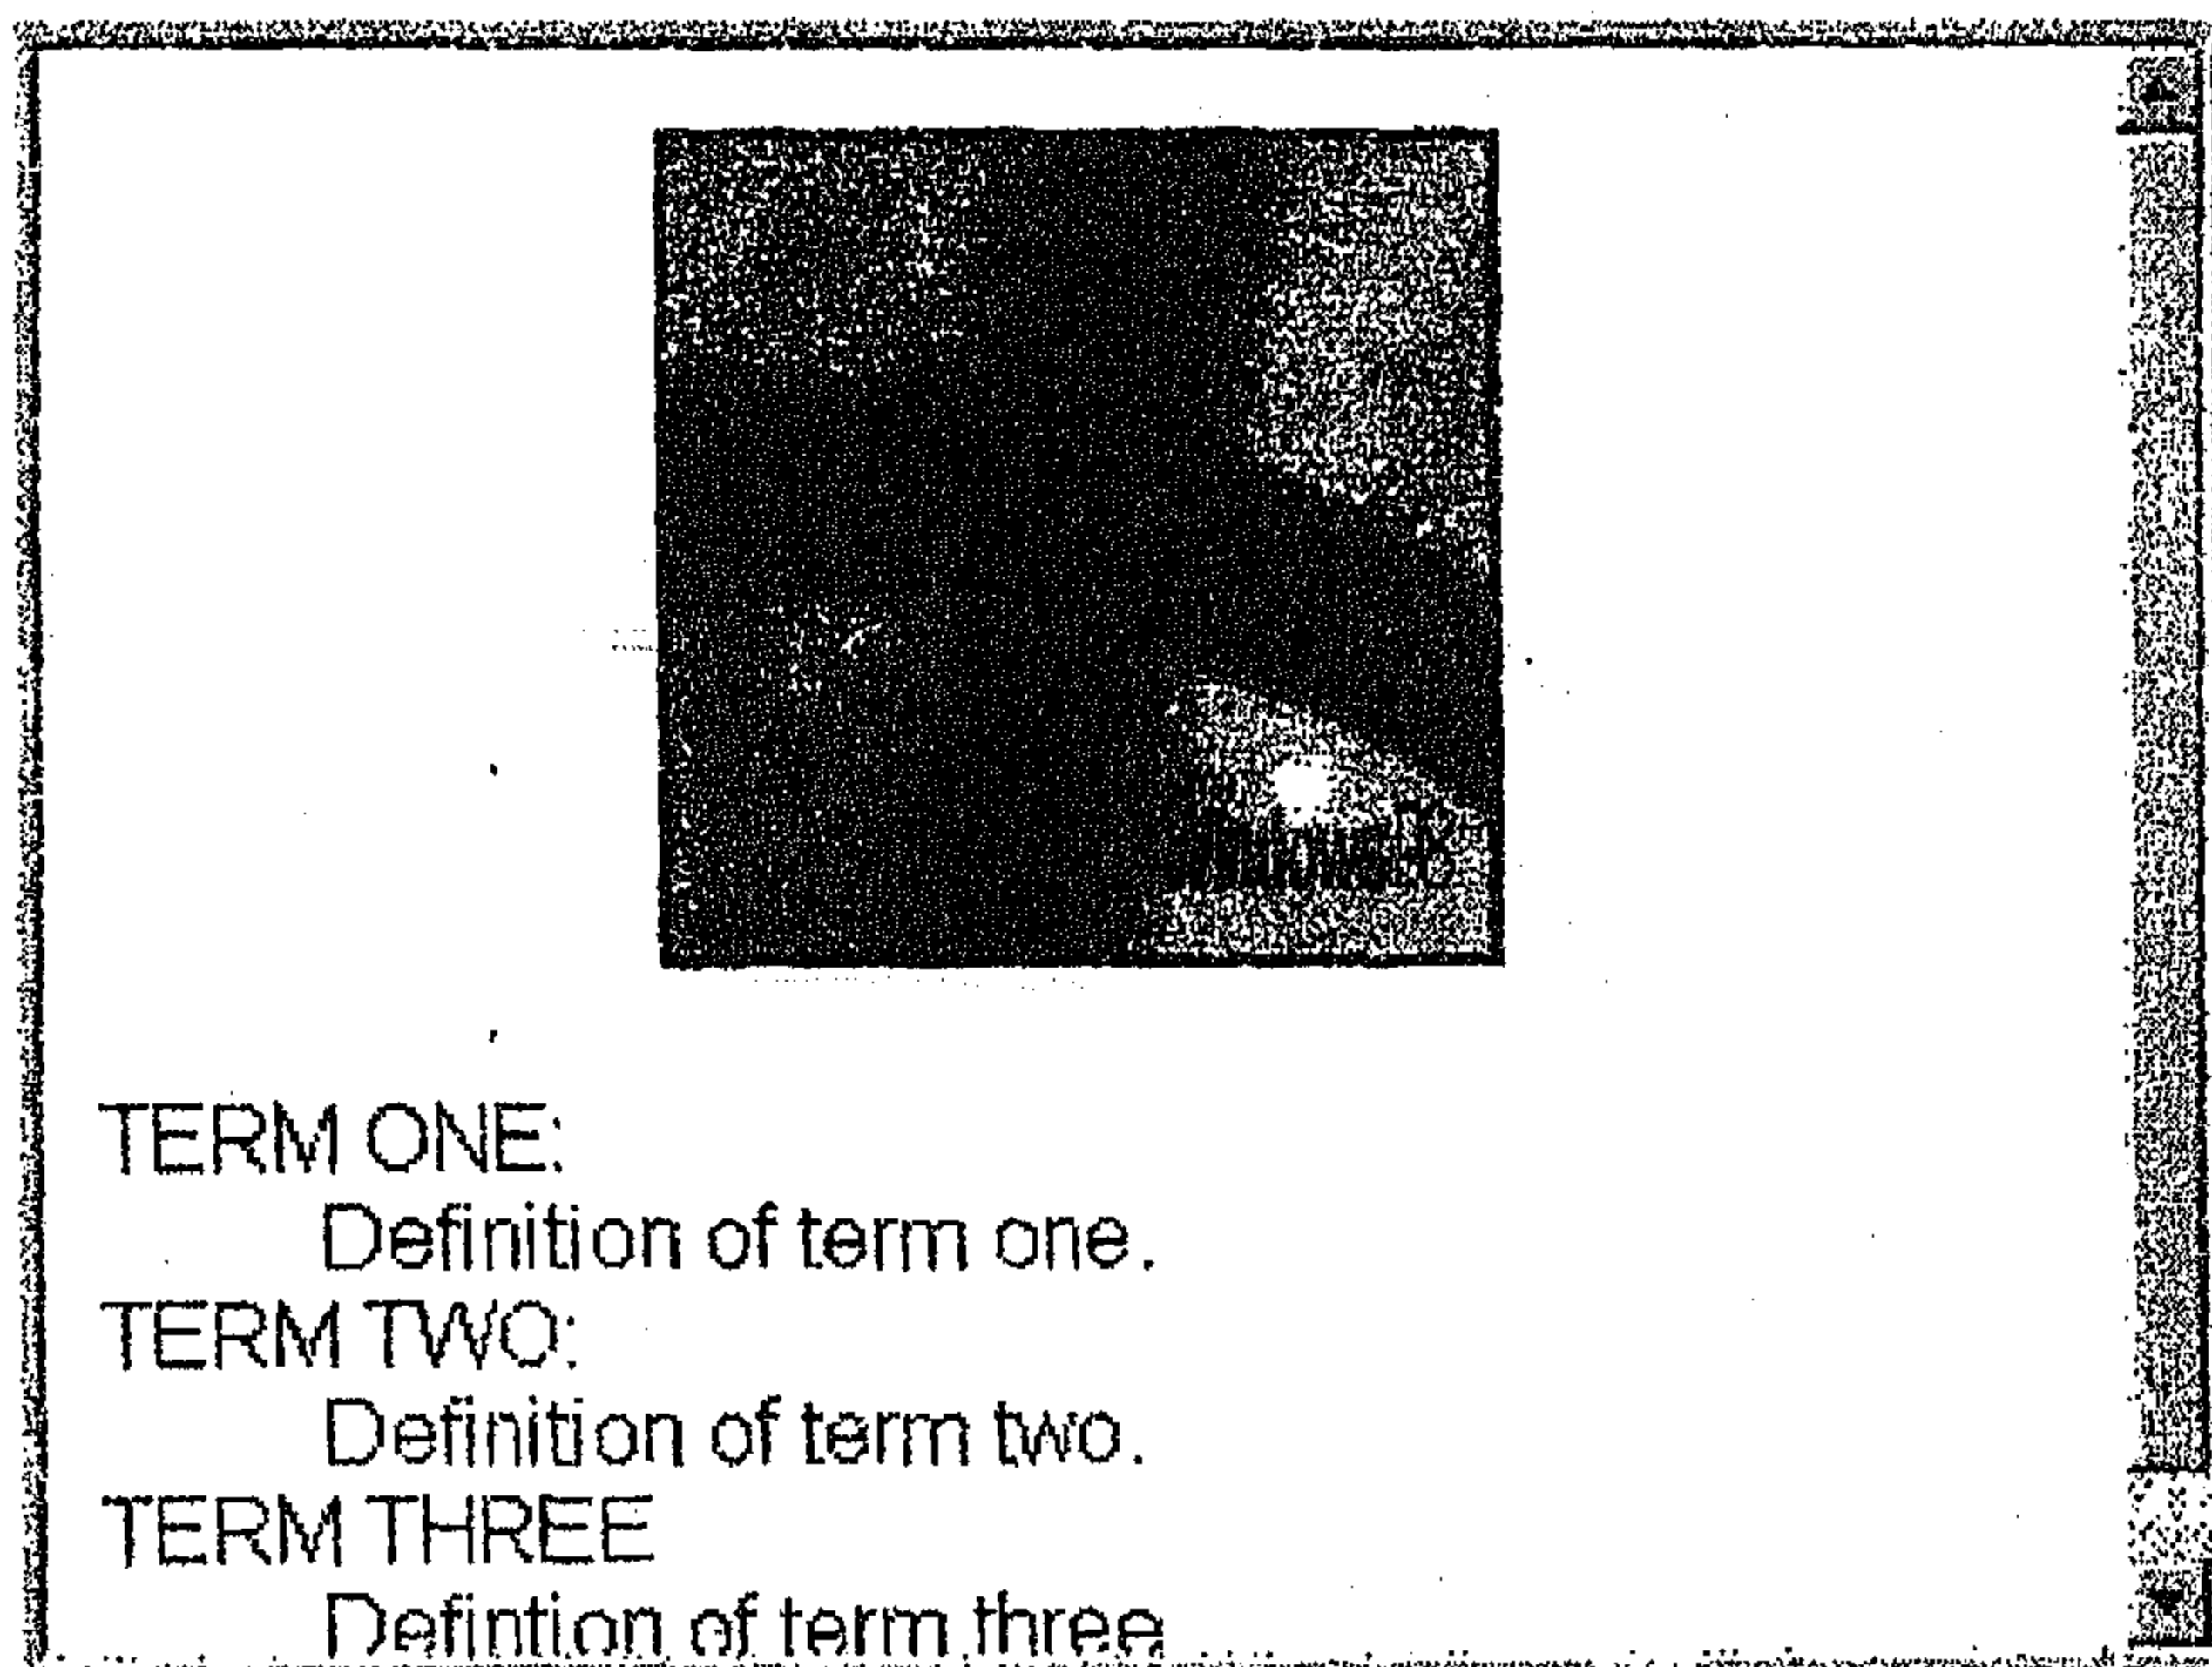 TERM ONE:
Definition of term one.
TERM TWO:
Definition of term two.
TERM THREE
Defintion of term three